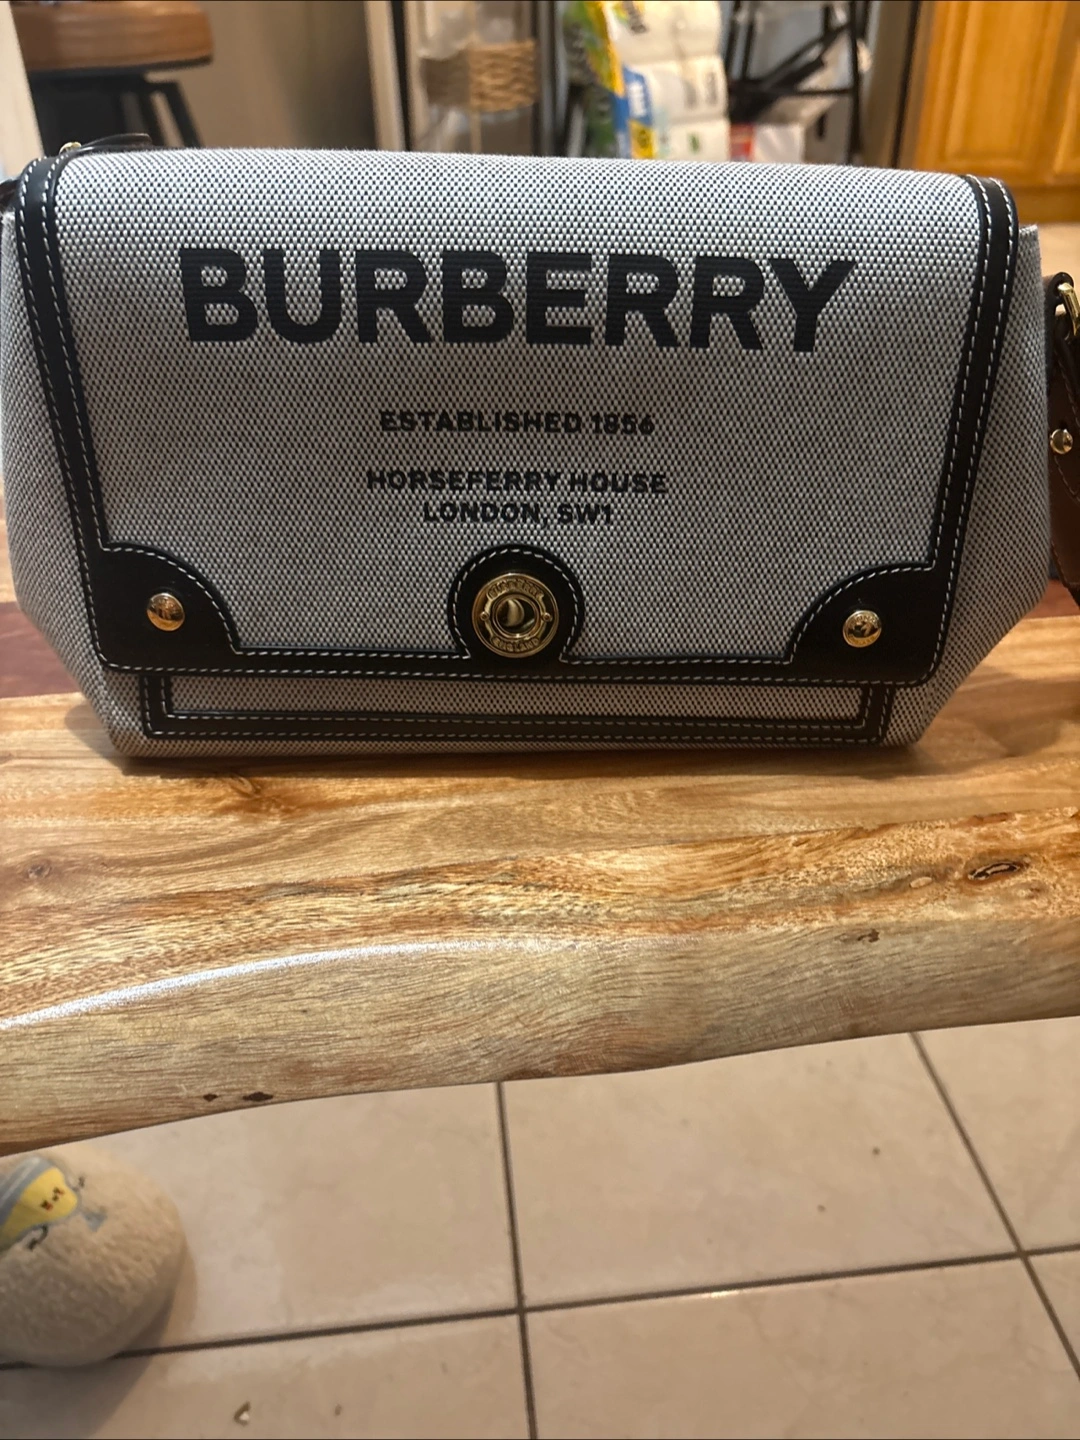 BURBERRY
ESTABLISHED 1856
HORSEFERRY HOUSE
LONDON, SW1